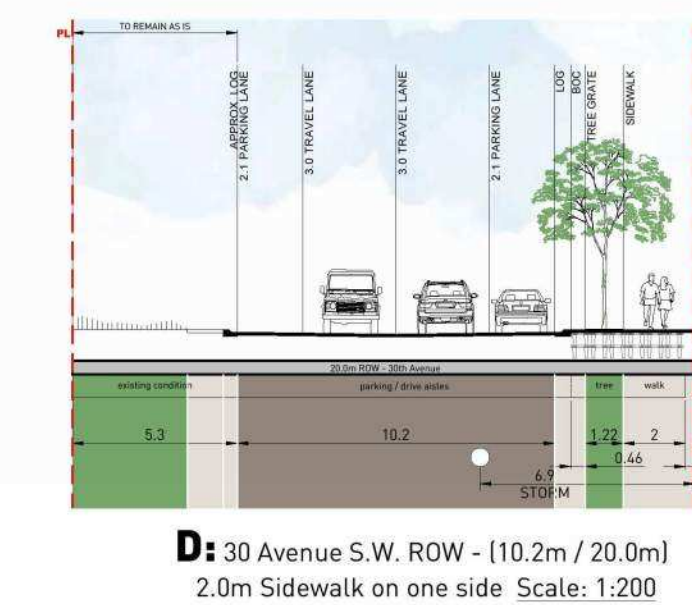 TO REMAIN AS IS
PL
APPROX. LOG
2.1 PARKING LANE
3.0 TRAVEL LANE
3.0 TRAVEL LANE
2.1 PARKING LANE
LOG
BOC
TREE GRATE
SIDEWALK
20.0m ROW - 30th Avenue
existing condition
parking / drive aisles
tree
walk
5.3
10.2
1.22
2
0.46
6.9
STORM
D: 30 Avenue S.W. ROW - (10.2m / 20.0m)
2.0m Sidewalk on one side Scale: 1:200